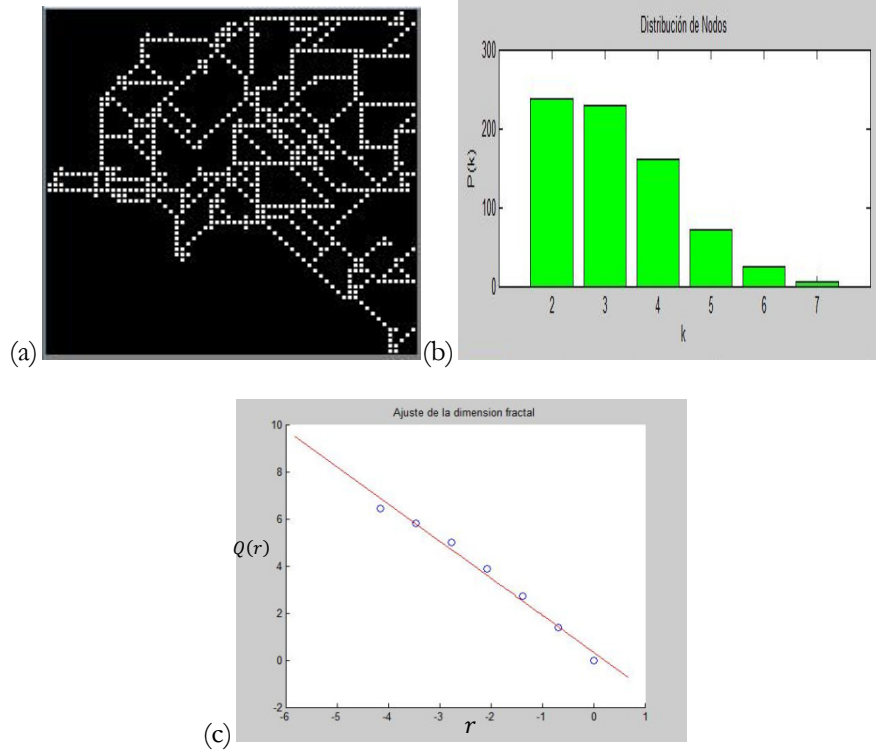 (a)
Distribución de Nodos
300
200
100
0
P(k)
2 3 4 5 6 7
k
(b)
Ajuste de la dimension fractal
10
8
6
4
2
0
-2
Q(r)
-6 -5 -4 -3 -2 -1 0 1
r
(c)